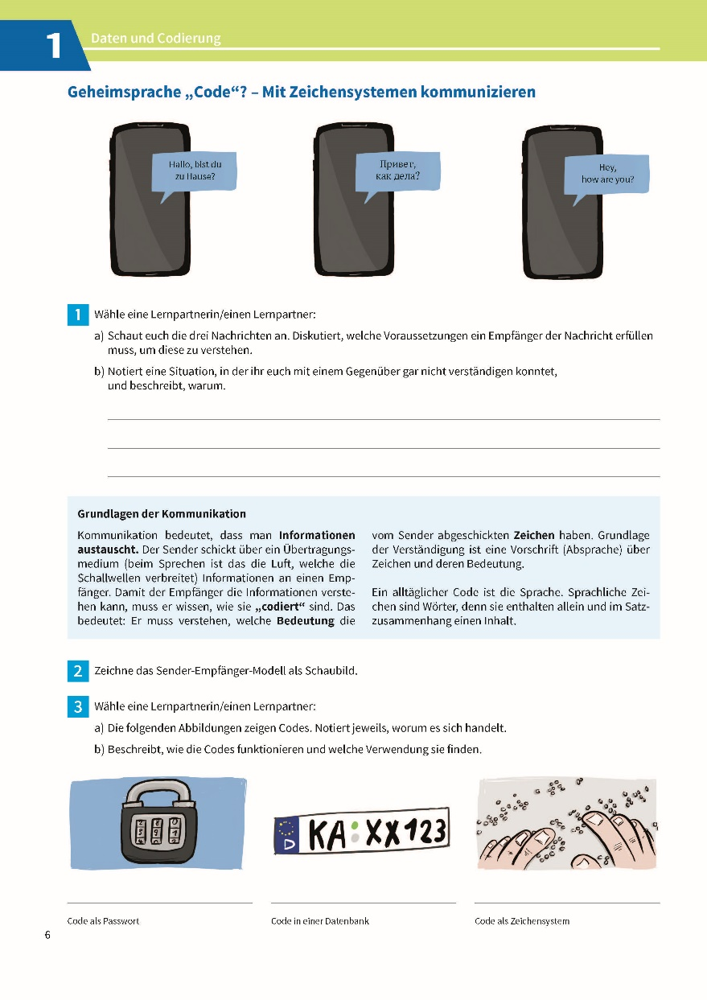 1
Daten und Codierung
Geheimsprache „Code“? – Mit Zeichensystemen kommunizieren
Hallo, bist du
zu Hause?
Привет,
как дела?
Hey,
how are you?
1 Wähle eine Lernpartnerin/einen Lernpartner:
a) Schaut euch die drei Nachrichten an. Diskutiert, welche Voraussetzungen ein Empfänger der Nachricht erfüllen
muss, um diese zu verstehen.
b) Notiert eine Situation, in der ihr euch mit einem Gegenüber gar nicht verständigen konntet,
und beschreibt, warum.
Grundlagen der Kommunikation
Kommunikation bedeutet, dass man Informationen
austauscht. Der Sender schickt über ein Übertragungs-
medium (beim Sprechen ist das die Luft, welche die
Schallwellen verbreitet) Informationen an einen Emp-
fänger. Damit der Empfänger die Informationen verste-
hen kann, muss er wissen, wie sie „codiert“ sind. Das
bedeutet: Er muss verstehen, welche Bedeutung die
vom Sender abgeschickten Zeichen haben. Grundlage
der Verständigung ist eine Vorschrift (Absprache) über
Zeichen und deren Bedeutung.
Ein alltäglicher Code ist die Sprache. Sprachliche Zei-
chen sind Wörter, denn sie enthalten allein und im Satz-
zusammenhang einen Inhalt.
2 Zeichne das Sender-Empfänger-Modell als Schaubild.
3 Wähle eine Lernpartnerin/einen Lernpartner:
a) Die folgenden Abbildungen zeigen Codes. Notiert jeweils, worum es sich handelt.
b) Beschreibt, wie die Codes funktionieren und welche Verwendung sie finden.
D KA XX 123
Code als Passwort
Code in einer Datenbank
Code als Zeichensystem
6